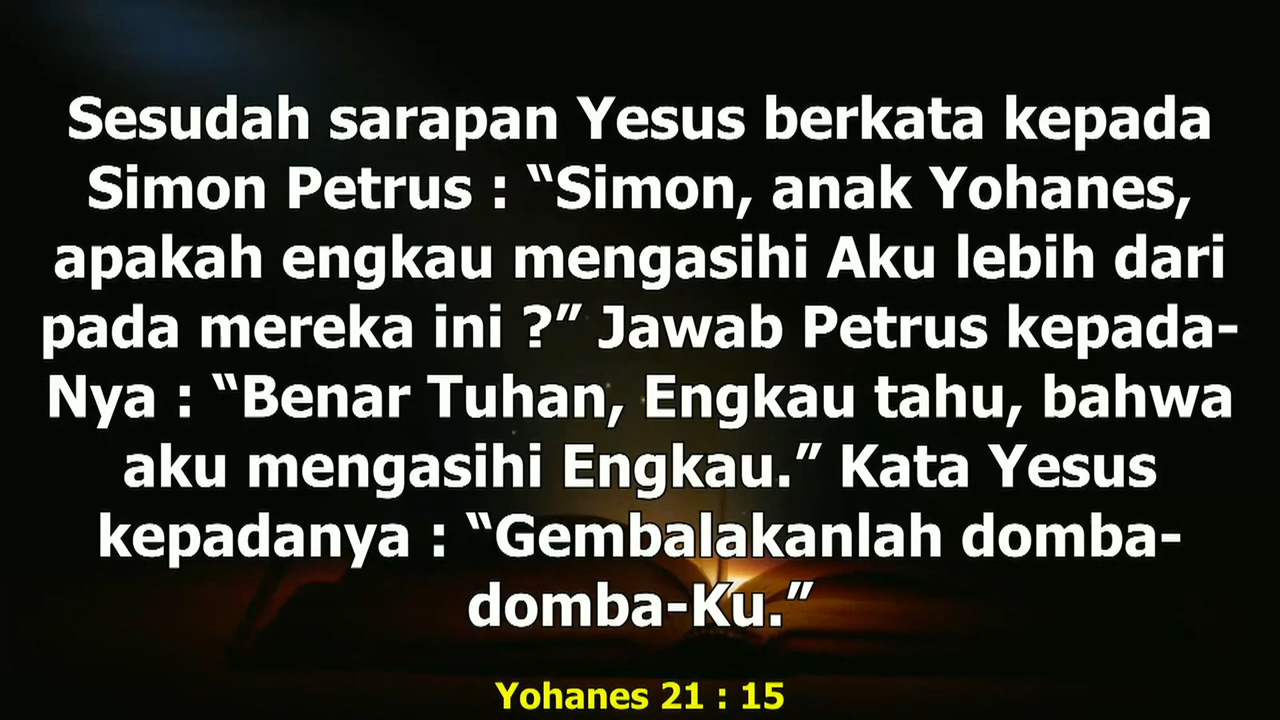 Sesudah sarapan Yesus berkata kepada
Simon Petrus : “Simon, anak Yohanes,
apakah engkau mengasihi Aku lebih dari
pada mereka ini ?” Jawab Petrus kepada-
Nya : “Benar Tuhan, Engkau tahu, bahwa
aku mengasihi Engkau.” Kata Yesus
kepadanya : “Gembalakanlah domba-
domba-Ku.”
Yohanes 21 : 15